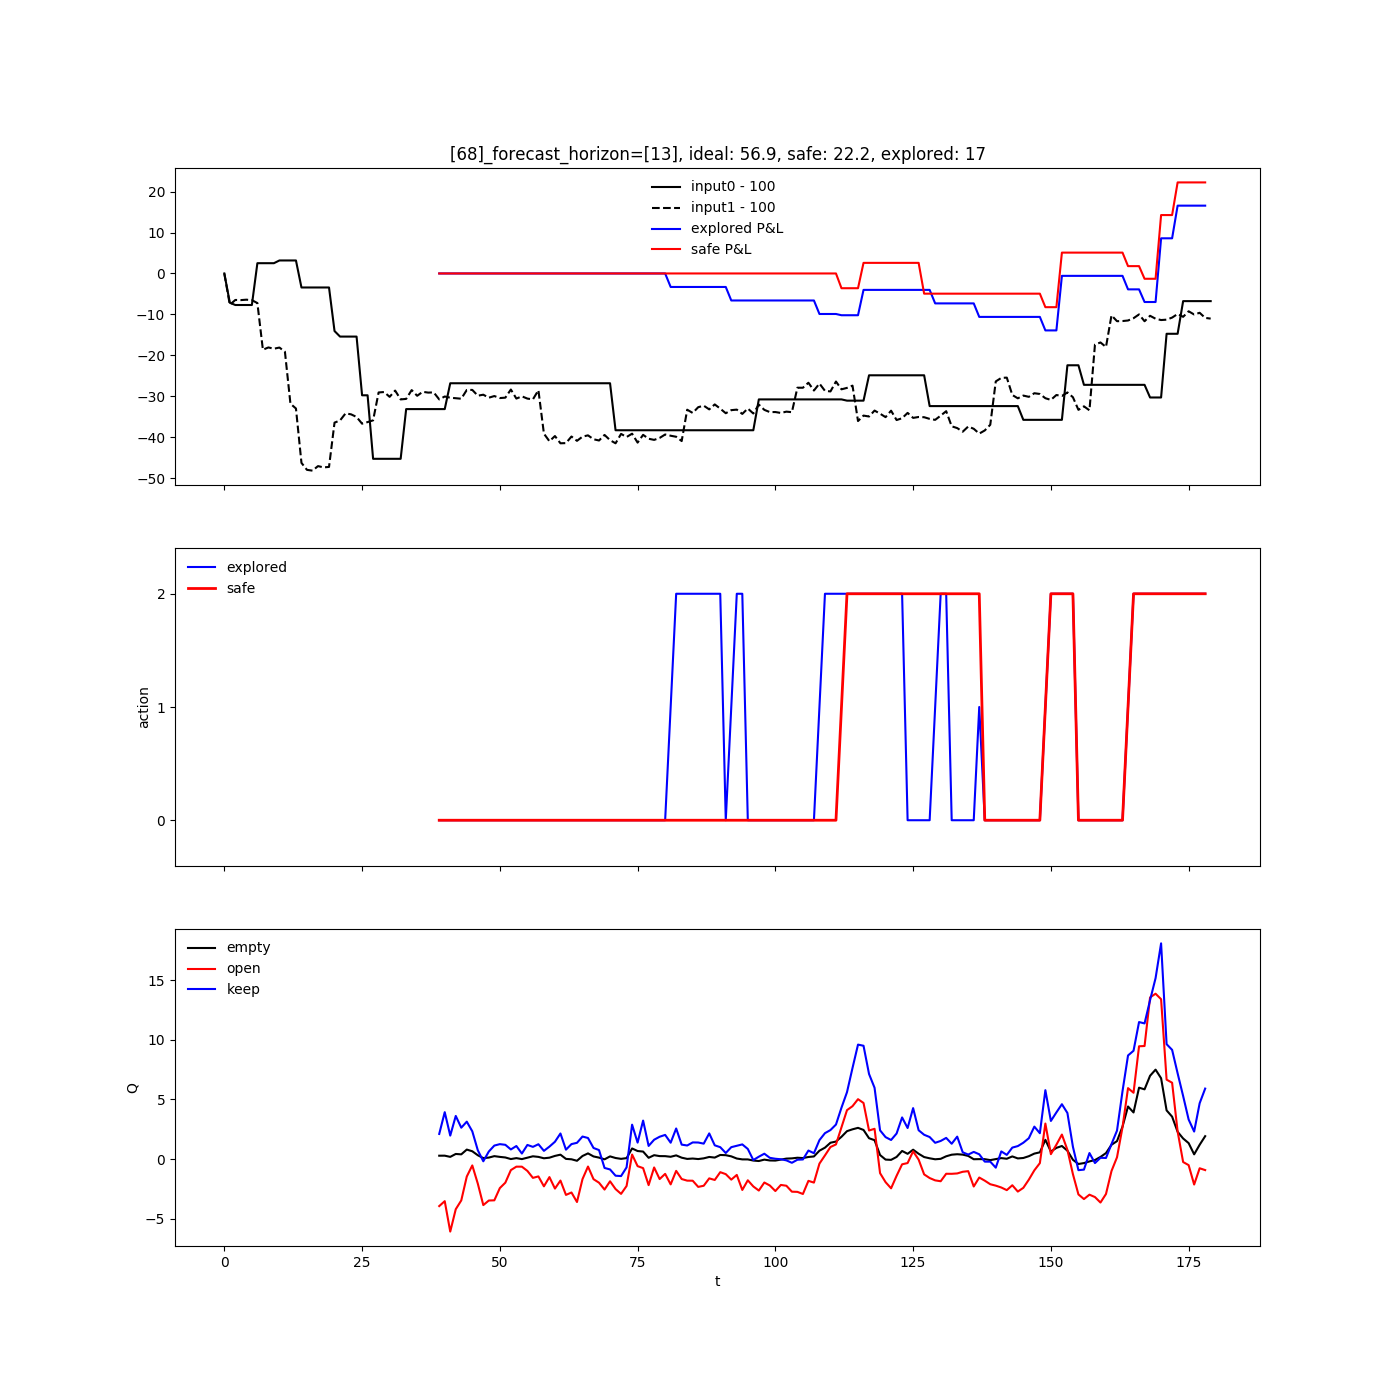 [68]_forecast_horizon=[13], ideal: 56.9, safe: 22.2, explored: 17
input0 - 100
input1 - 100
explored P&L
safe P&L
20
10
0
−10
−20
−30
−40
−50
explored
safe
2
1
0
action
empty
open
keep
15
10
5
0
−5
Q
0 25 50 75 100 125 150 175
t